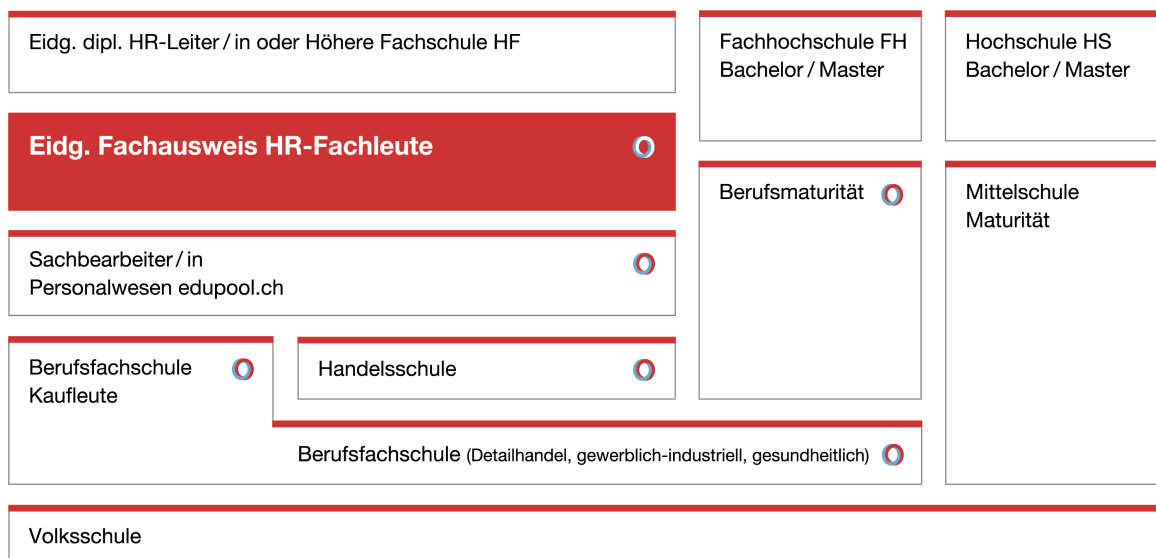 Eidg. dipl. HR-Leiter / in oder Höhere Fachschule HF
Fachhochschule FH
Bachelor / Master
Hochschule HS
Bachelor / Master
Eidg. Fachausweis HR-Fachleute
Berufsmaturität
Mittelschule
Maturität
Sachbearbeiter / in
Personalwesen edupool.ch
Berufsfachschule
Kaufleute
Handelsschule
Berufsfachschule (Detailhandel, gewerblich-industriell, gesundheitlich)
Volksschule